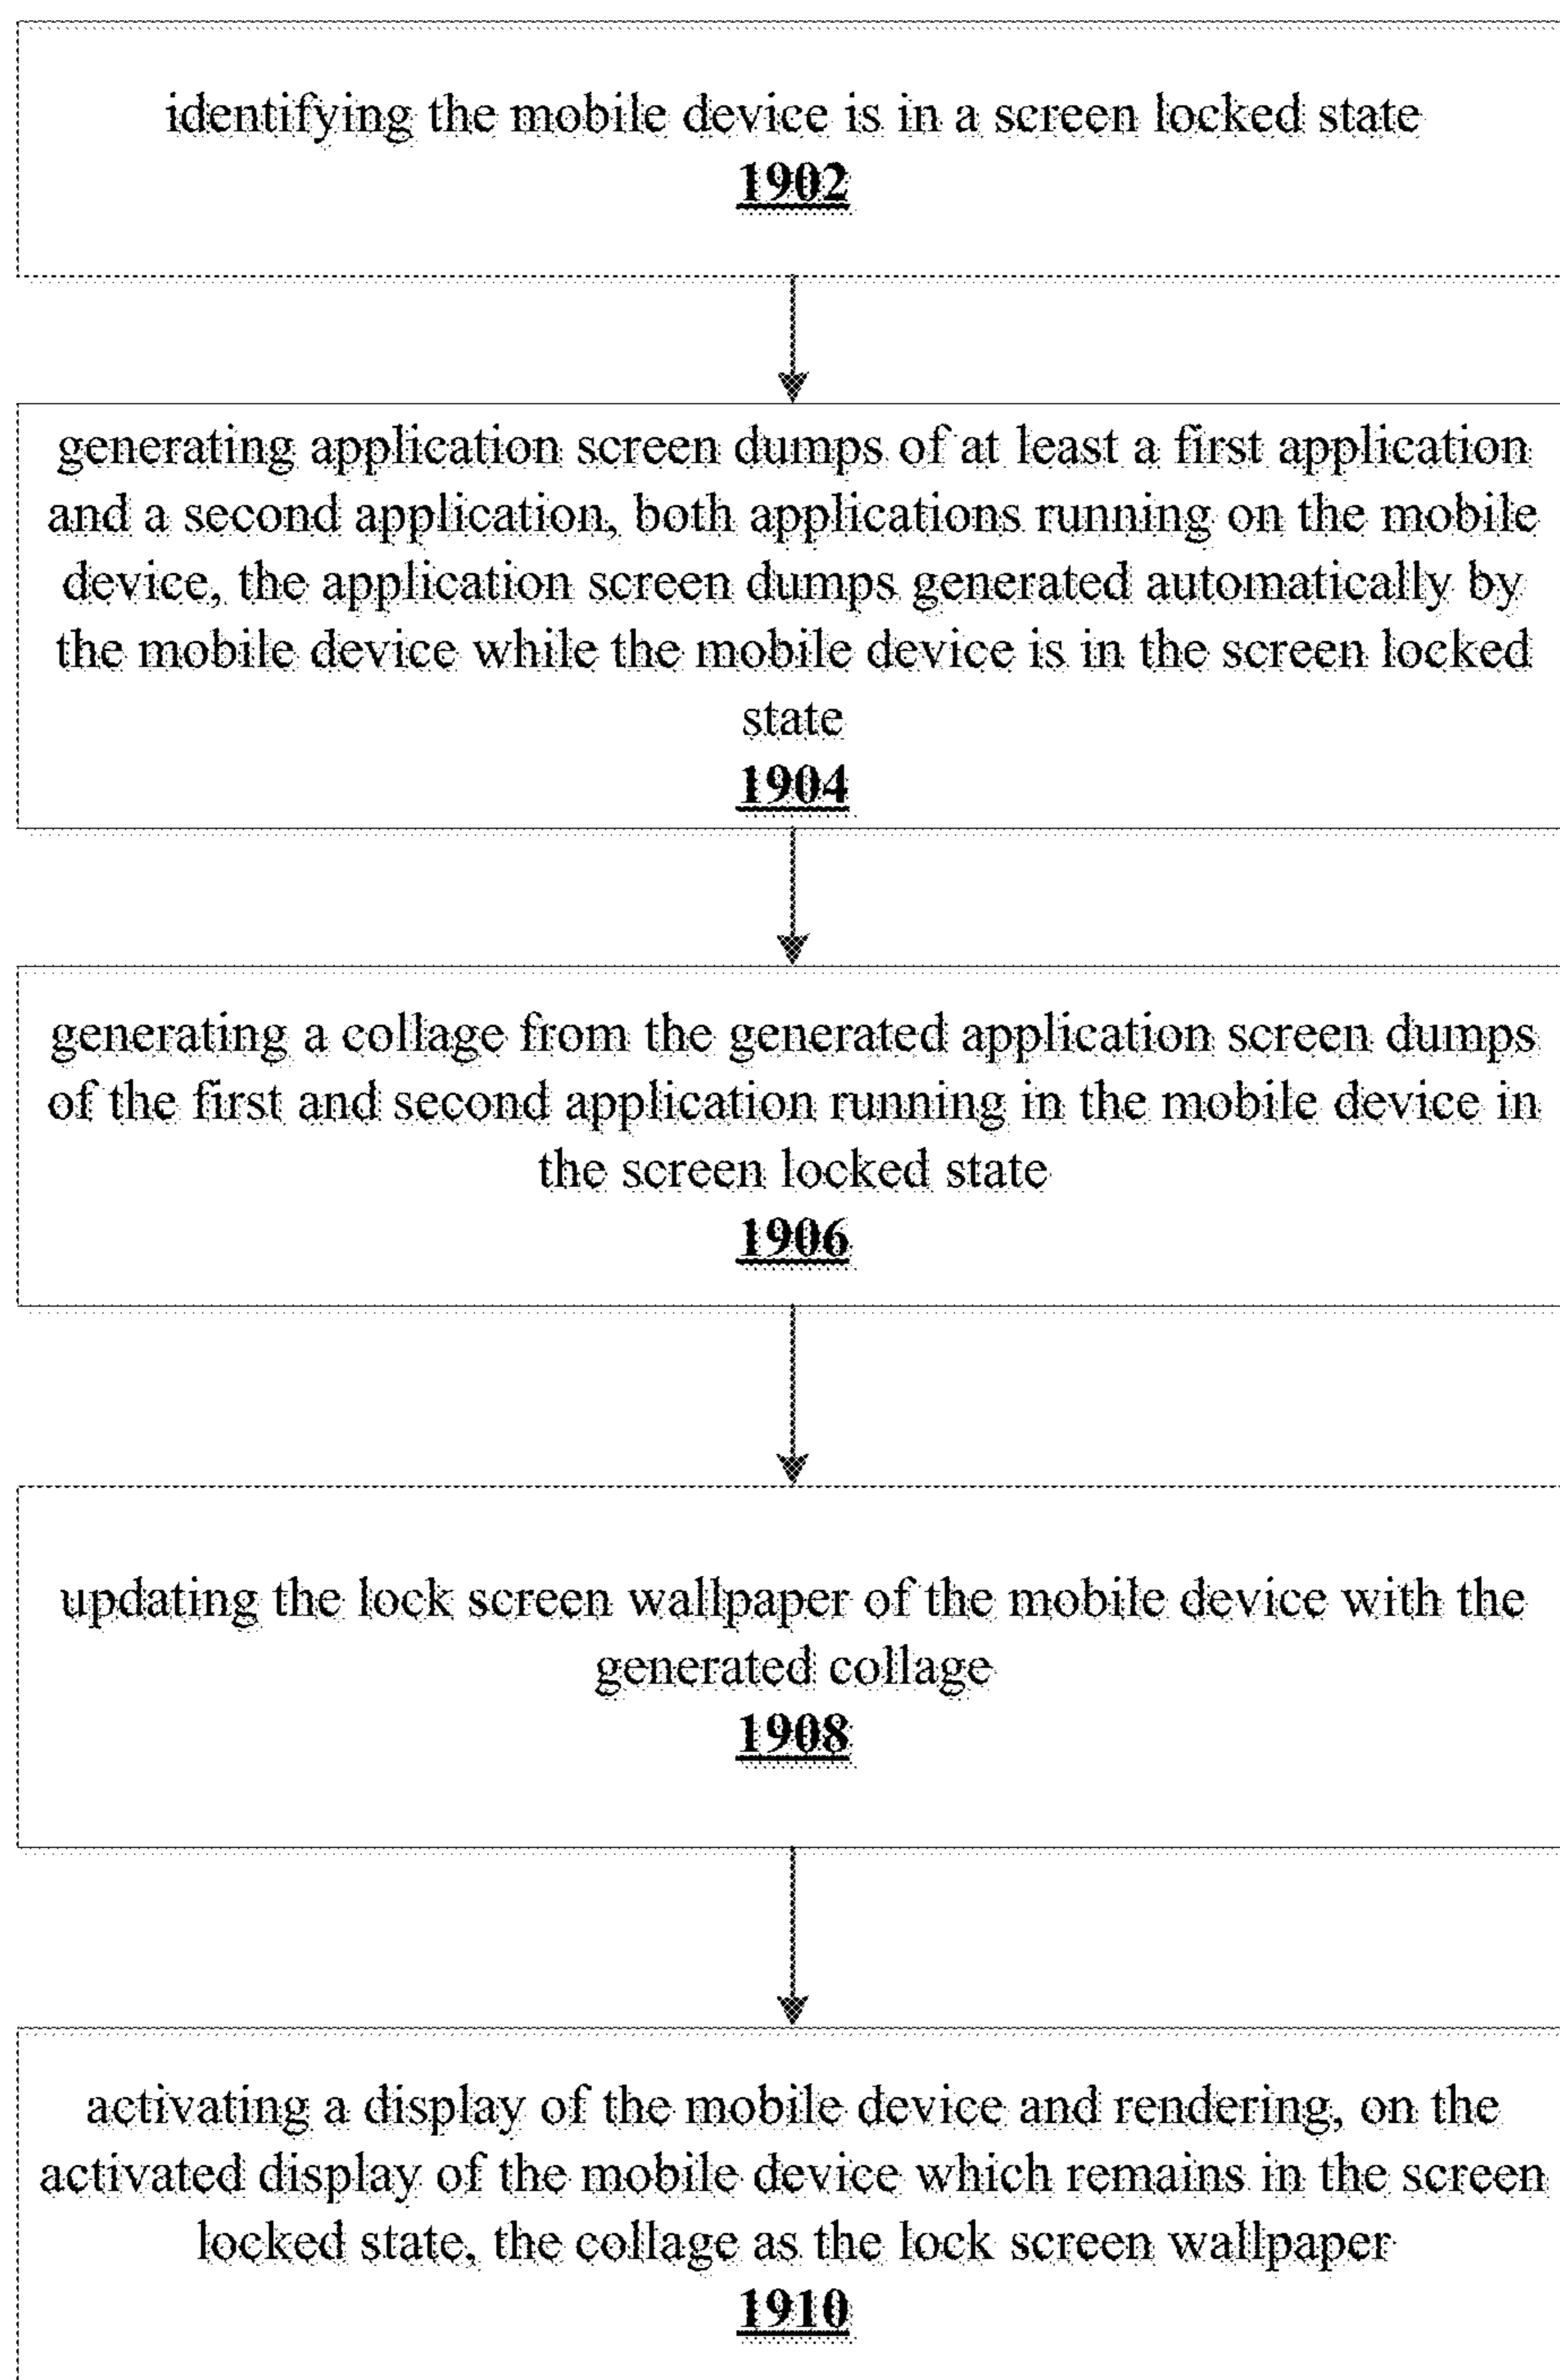 identifying the mobile device is in a screen locked state
1902
generating application screen dumps of at least a first application
and a second application, both applications running on the mobile
device, the application screen dumps generated automatically by
the mobile device while the mobile device is in the screen locked
state
1904
generating a collage from the generated application screen dumps
of the first and second application running in the mobile device in
the screen locked state
1906
updating the lock screen wallpaper of the mobile device with the
generated collage
1908
activating a display of the mobile device and rendering, on the
activated display of the mobile device which remains in the screen
locked state, the collage as the lock screen wallpaper
1910